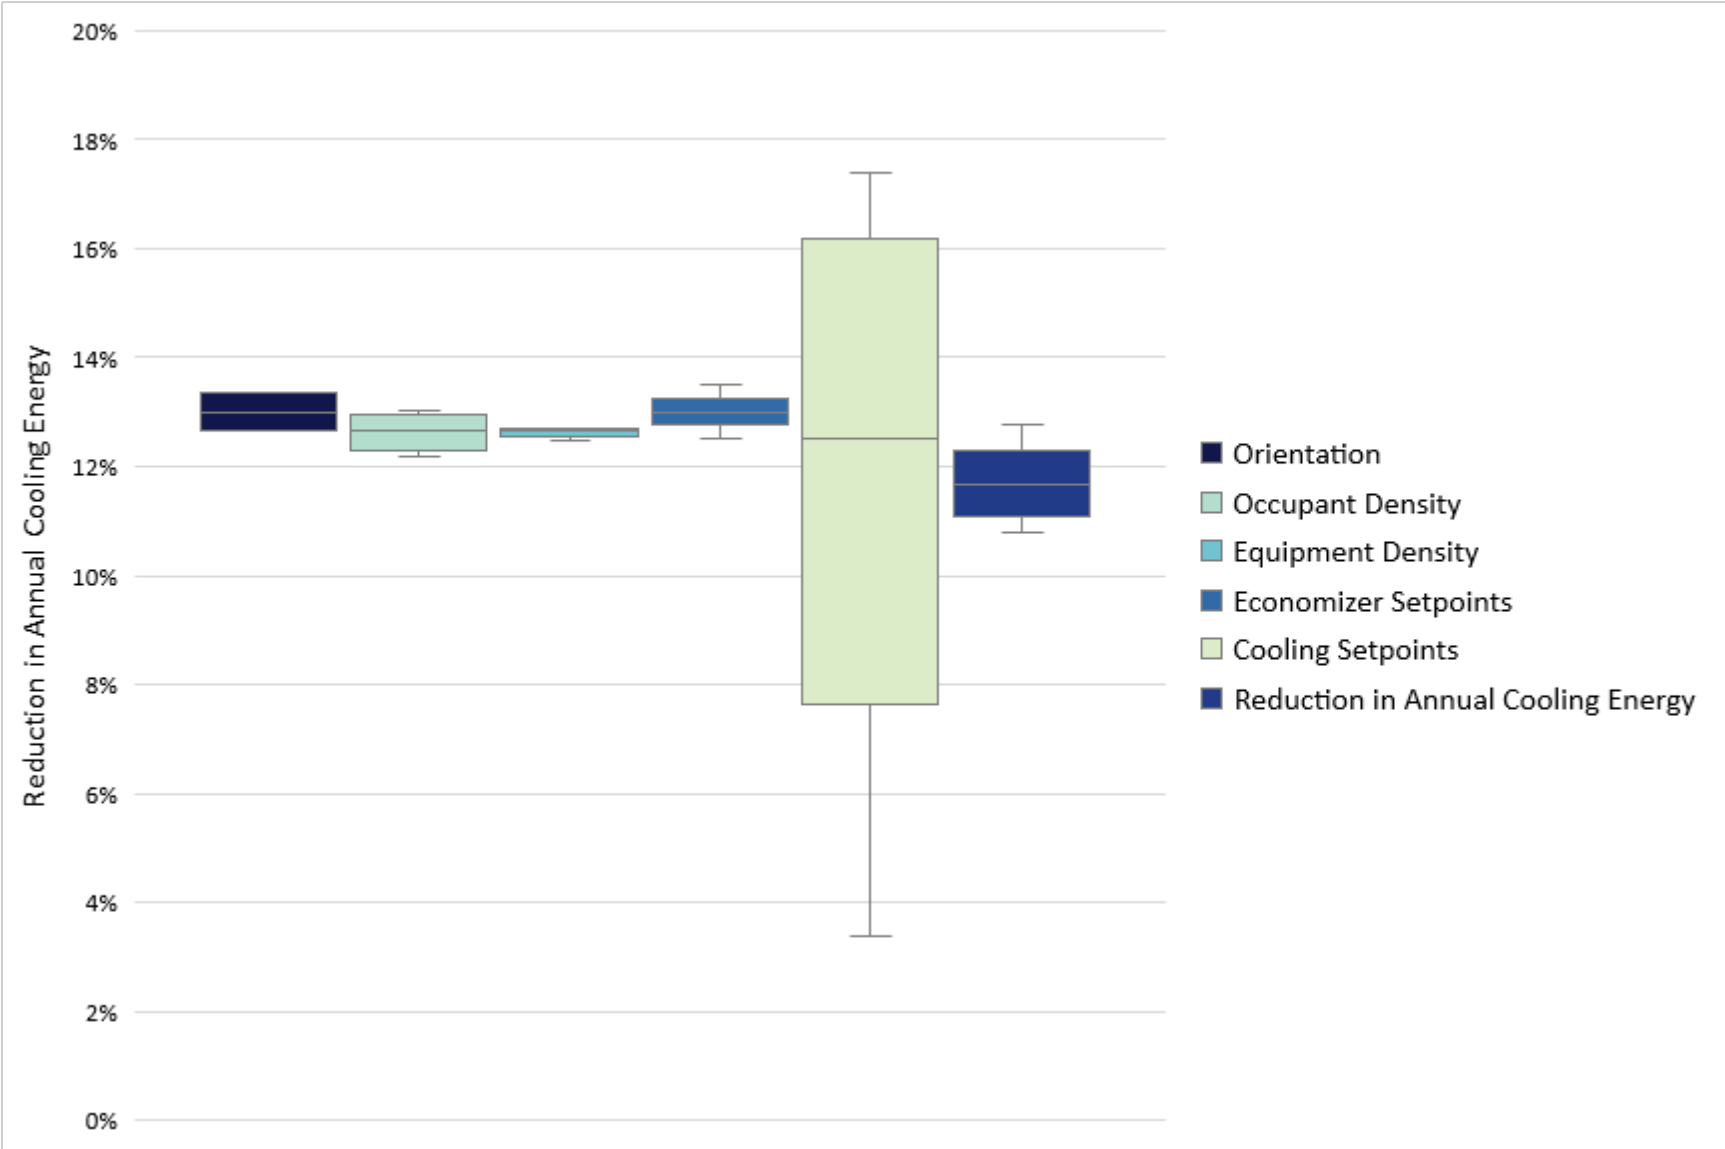 20%
18%
16%
14%
12%
10%
8%
6%
4%
2%
0%
Reduction in Annual Cooling Energy
Orientation
Occupant Density
Equipment Density
Economizer Setpoints
Cooling Setpoints
Reduction in Annual Cooling Energy